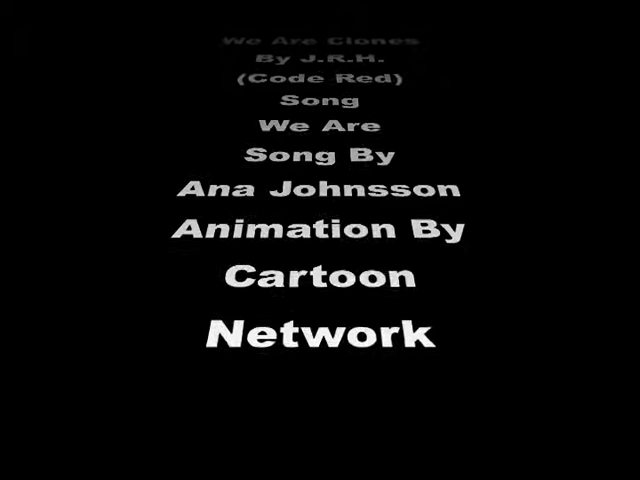 We Are Clones
By J.R.H.
(Code Red)
Song
We Are
Song By
Ana Johnsson
Animation By
Cartoon
Network